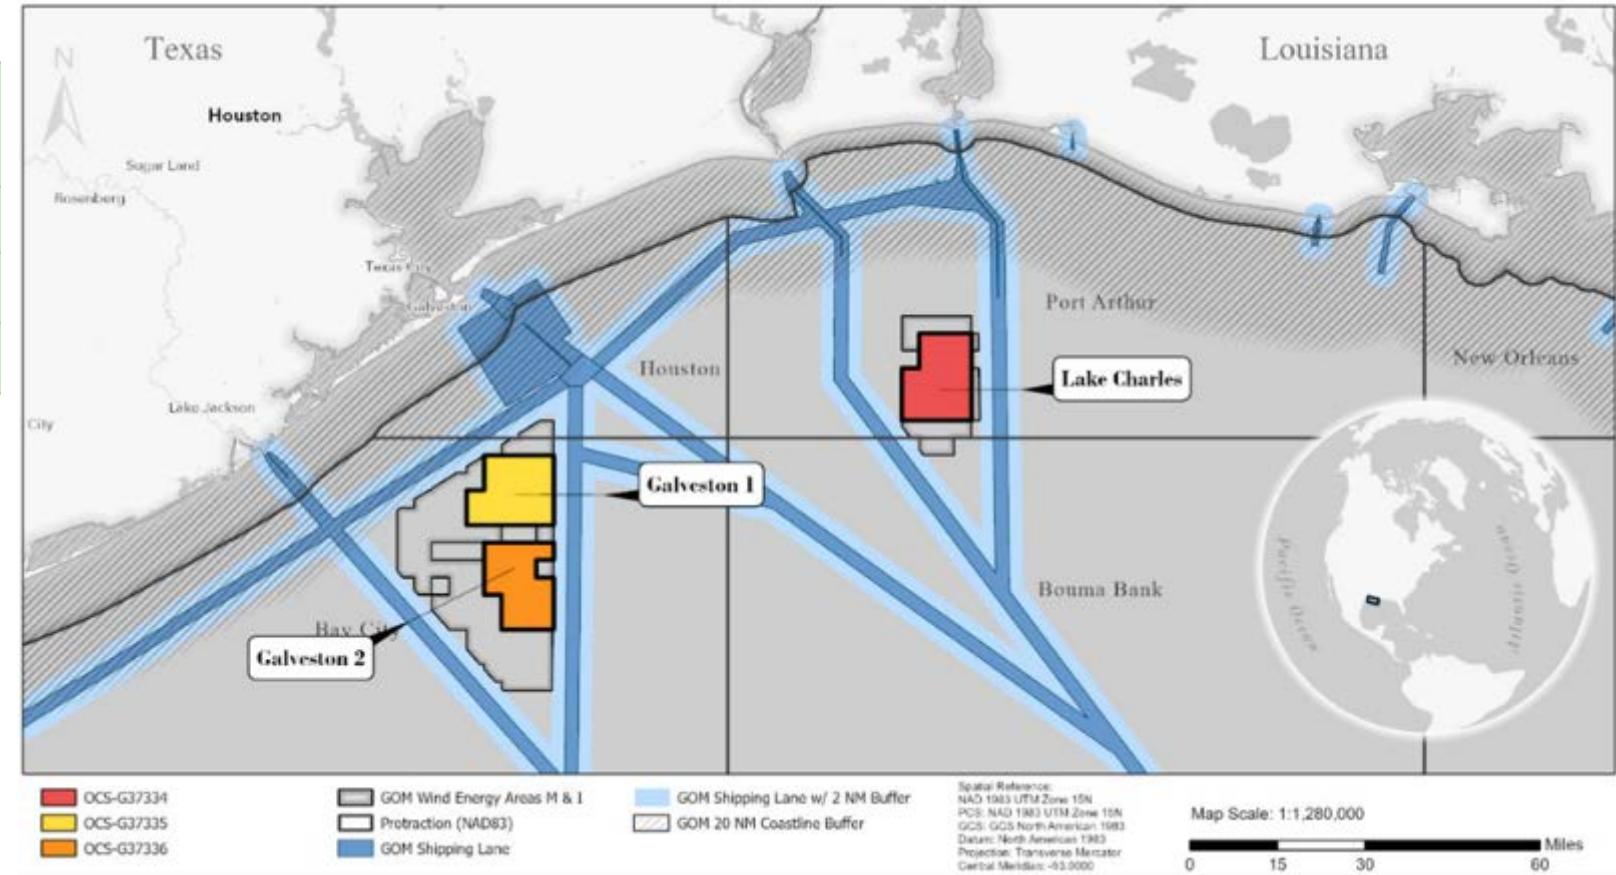 Texas
Louisiana
N
Houston
Sugar Land
Rosenberg
Texas City
Galveston
Port Arthur
New Orleans
Houston
Lake Charles
Lake Jackson
City
Galveston 1
Bouma Bank
Bay City
Galveston 2
Pacific Ocean
Atlantic Ocean
OCS-G37334
OCS-G37335
OCS-G37336
GOM Wind Energy Areas M & I
Protraction (NAD83)
GOM Shipping Lane
GOM Shipping Lane w/ 2 NM Buffer
GOM 20 NM Coastline Buffer
Spatial Reference:
NAD 1983 UTM Zone 15N
PCS: NAD 1983 UTM Zone 15N
GCS: GCS North American 1983
Datum: North American 1983
Projection: Transverse Mercator
Central Meridian: -93.0000
Map Scale: 1:1,280,000
Miles
0 15 30 60